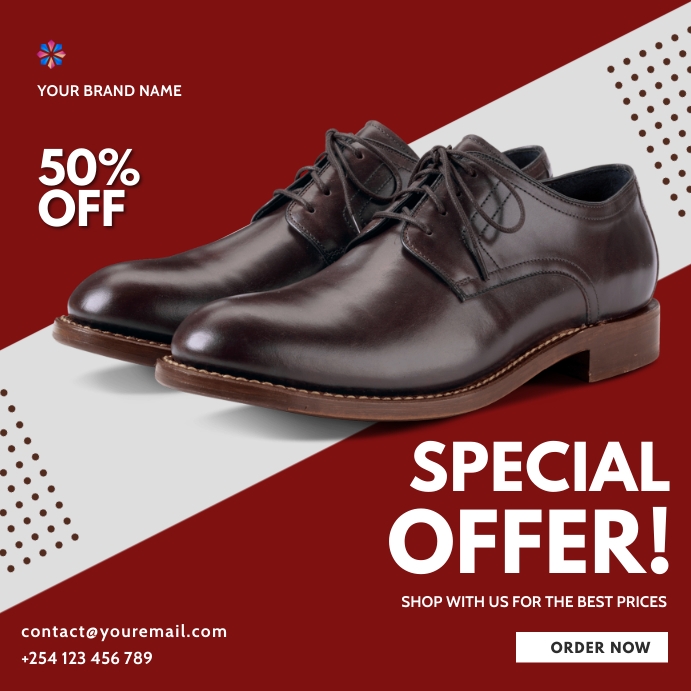 YOUR BRAND NAME
50%
OFF
SPECIAL
OFFER!
SHOP WITH US FOR THE BEST PRICES
contact@youremail.com
+254 123 456 789
ORDER NOW